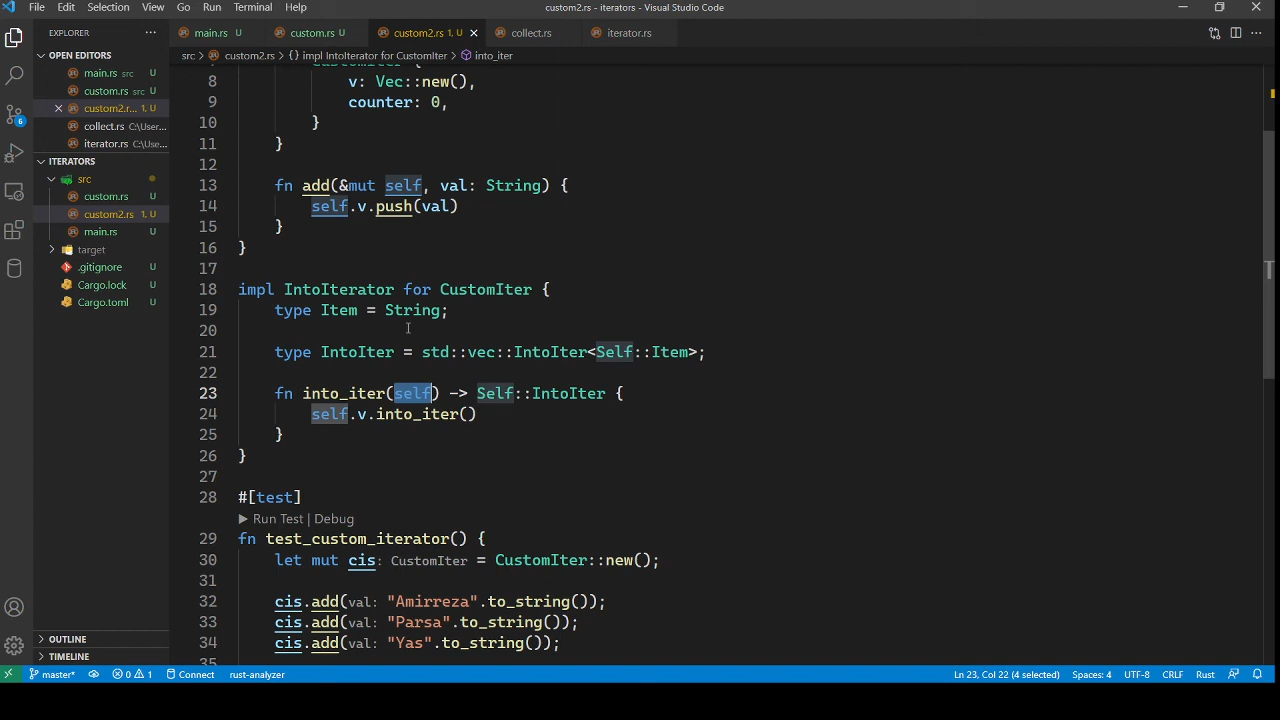 File Edit Selection View Go Run Terminal Help custom2.rs - iterators - Visual Studio Code
EXPLORER
main.rs U custom.rs U custom2.rs 1, U collect.rs iterator.rs
src > custom2.rs > {} impl IntoIterator for CustomIter > into_iter
OPEN EDITORS
main.rs src U
custom.rs src U
custom2.r... 1, U
collect.rs C:\User...
iterator.rs C:\Use...
ITERATORS
src
custom.rs U
custom2.rs 1, U
main.rs U
target
.gitignore U
Cargo.lock U
Cargo.toml U
OUTLINE
TIMELINE
6
8 v: Vec::new(),
9 counter: 0,
10 }
11 }
12
13 fn add(&mut self, val: String) {
14 self.v.push(val)
15 }
16 }
17
18 impl IntoIterator for CustomIter {
19 type Item = String;
20
21 type IntoIter = std::vec::IntoIter<Self::Item>;
22
23 fn into_iter(self) -> Self::IntoIter {
24 self.v.into_iter()
25 }
26 }
27
28 #[test]
▶ Run Test | Debug
29 fn test_custom_iterator() {
30 let mut cis: CustomIter = CustomIter::new();
31
32 cis.add(val: "Amirreza".to_string());
33 cis.add(val: "Parsa".to_string());
34 cis.add(val: "Yas".to_string());
35
master* 0 1 Connect rust-analyzer Ln 23, Col 22 (4 selected) Spaces: 4 UTF-8 CRLF Rust